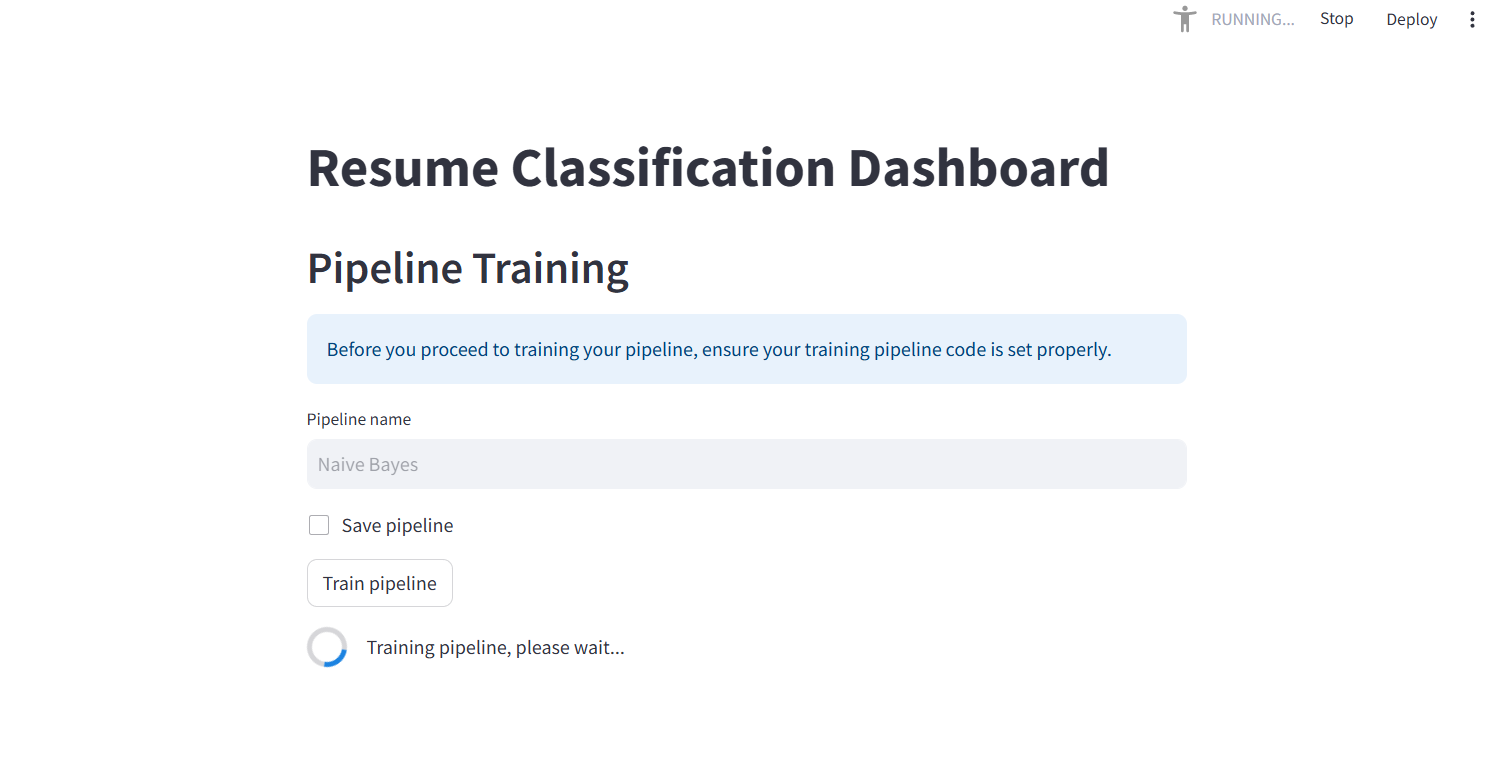 RUNNING... Stop Deploy
Resume Classification Dashboard
Pipeline Training
Before you proceed to training your pipeline, ensure your training pipeline code is set properly.
Pipeline name
Naive Bayes
Save pipeline
Train pipeline
Training pipeline, please wait...